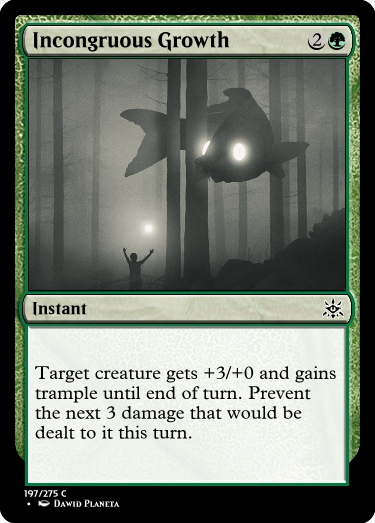 Incongruous Growth 2
Instant
Target creature gets +3/+0 and gains
trample until end of turn. Prevent
the next 3 damage that would be
dealt to it this turn.
197/275 C
• Dawid Planeta